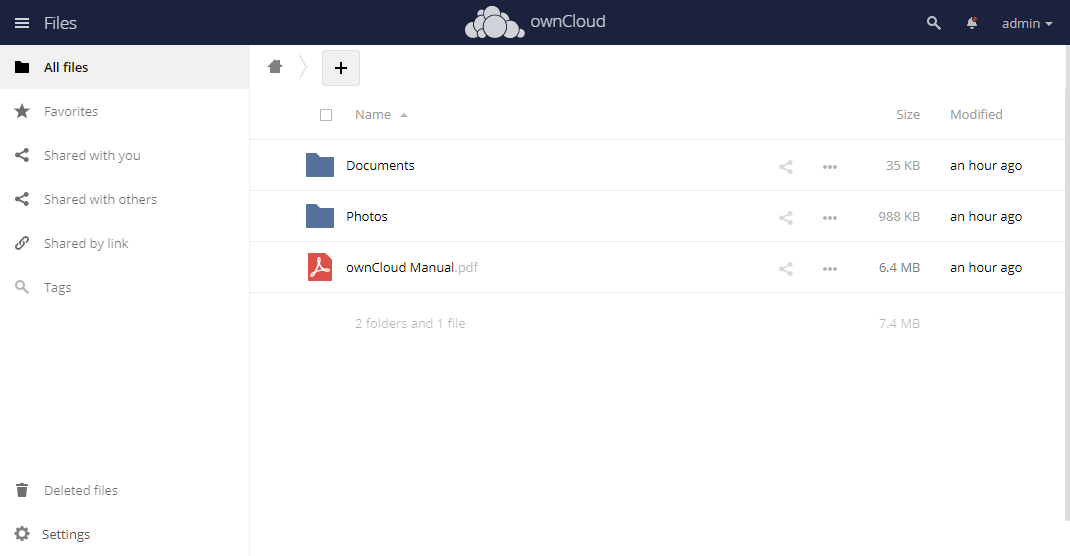 Files
ownCloud
admin
All files
Favorites
Shared with you
Shared with others
Shared by link
Tags
Deleted files
Settings
Name Size Modified
Documents 35 KB an hour ago
Photos 988 KB an hour ago
ownCloud Manual.pdf 6.4 MB an hour ago
2 folders and 1 file 7.4 MB